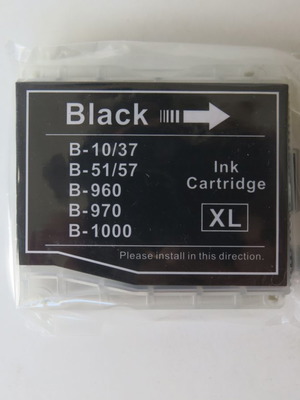 Black
B-10/37
B-51/57
B-960
B-970
B-1000
Ink
Cartridge
XL
Please install in this direction.